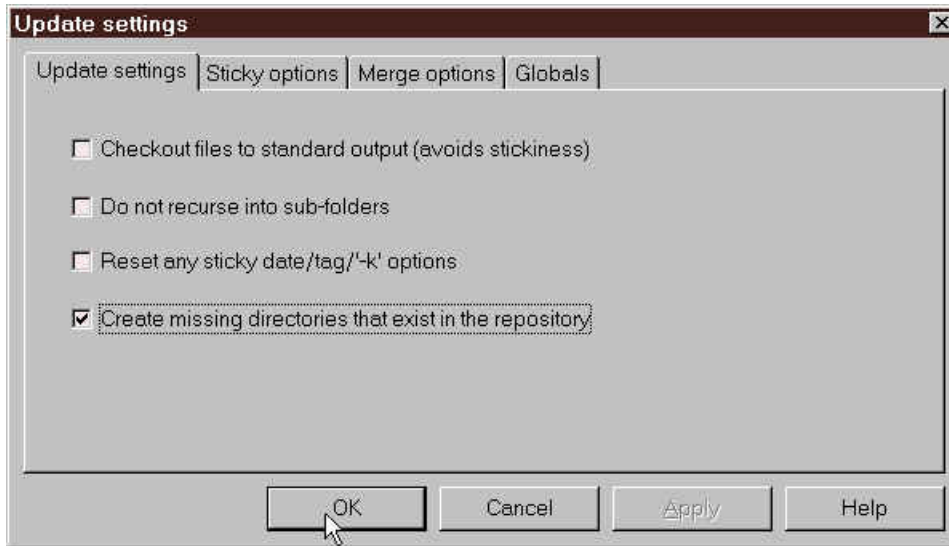 Update settings
Update settings Sticky options Merge options Globals
Checkout files to standard output (avoids stickiness)
Do not recurse into sub-folders
Reset any sticky date/tag/'-k' options
Create missing directories that exist in the repository
OK Cancel Apply Help